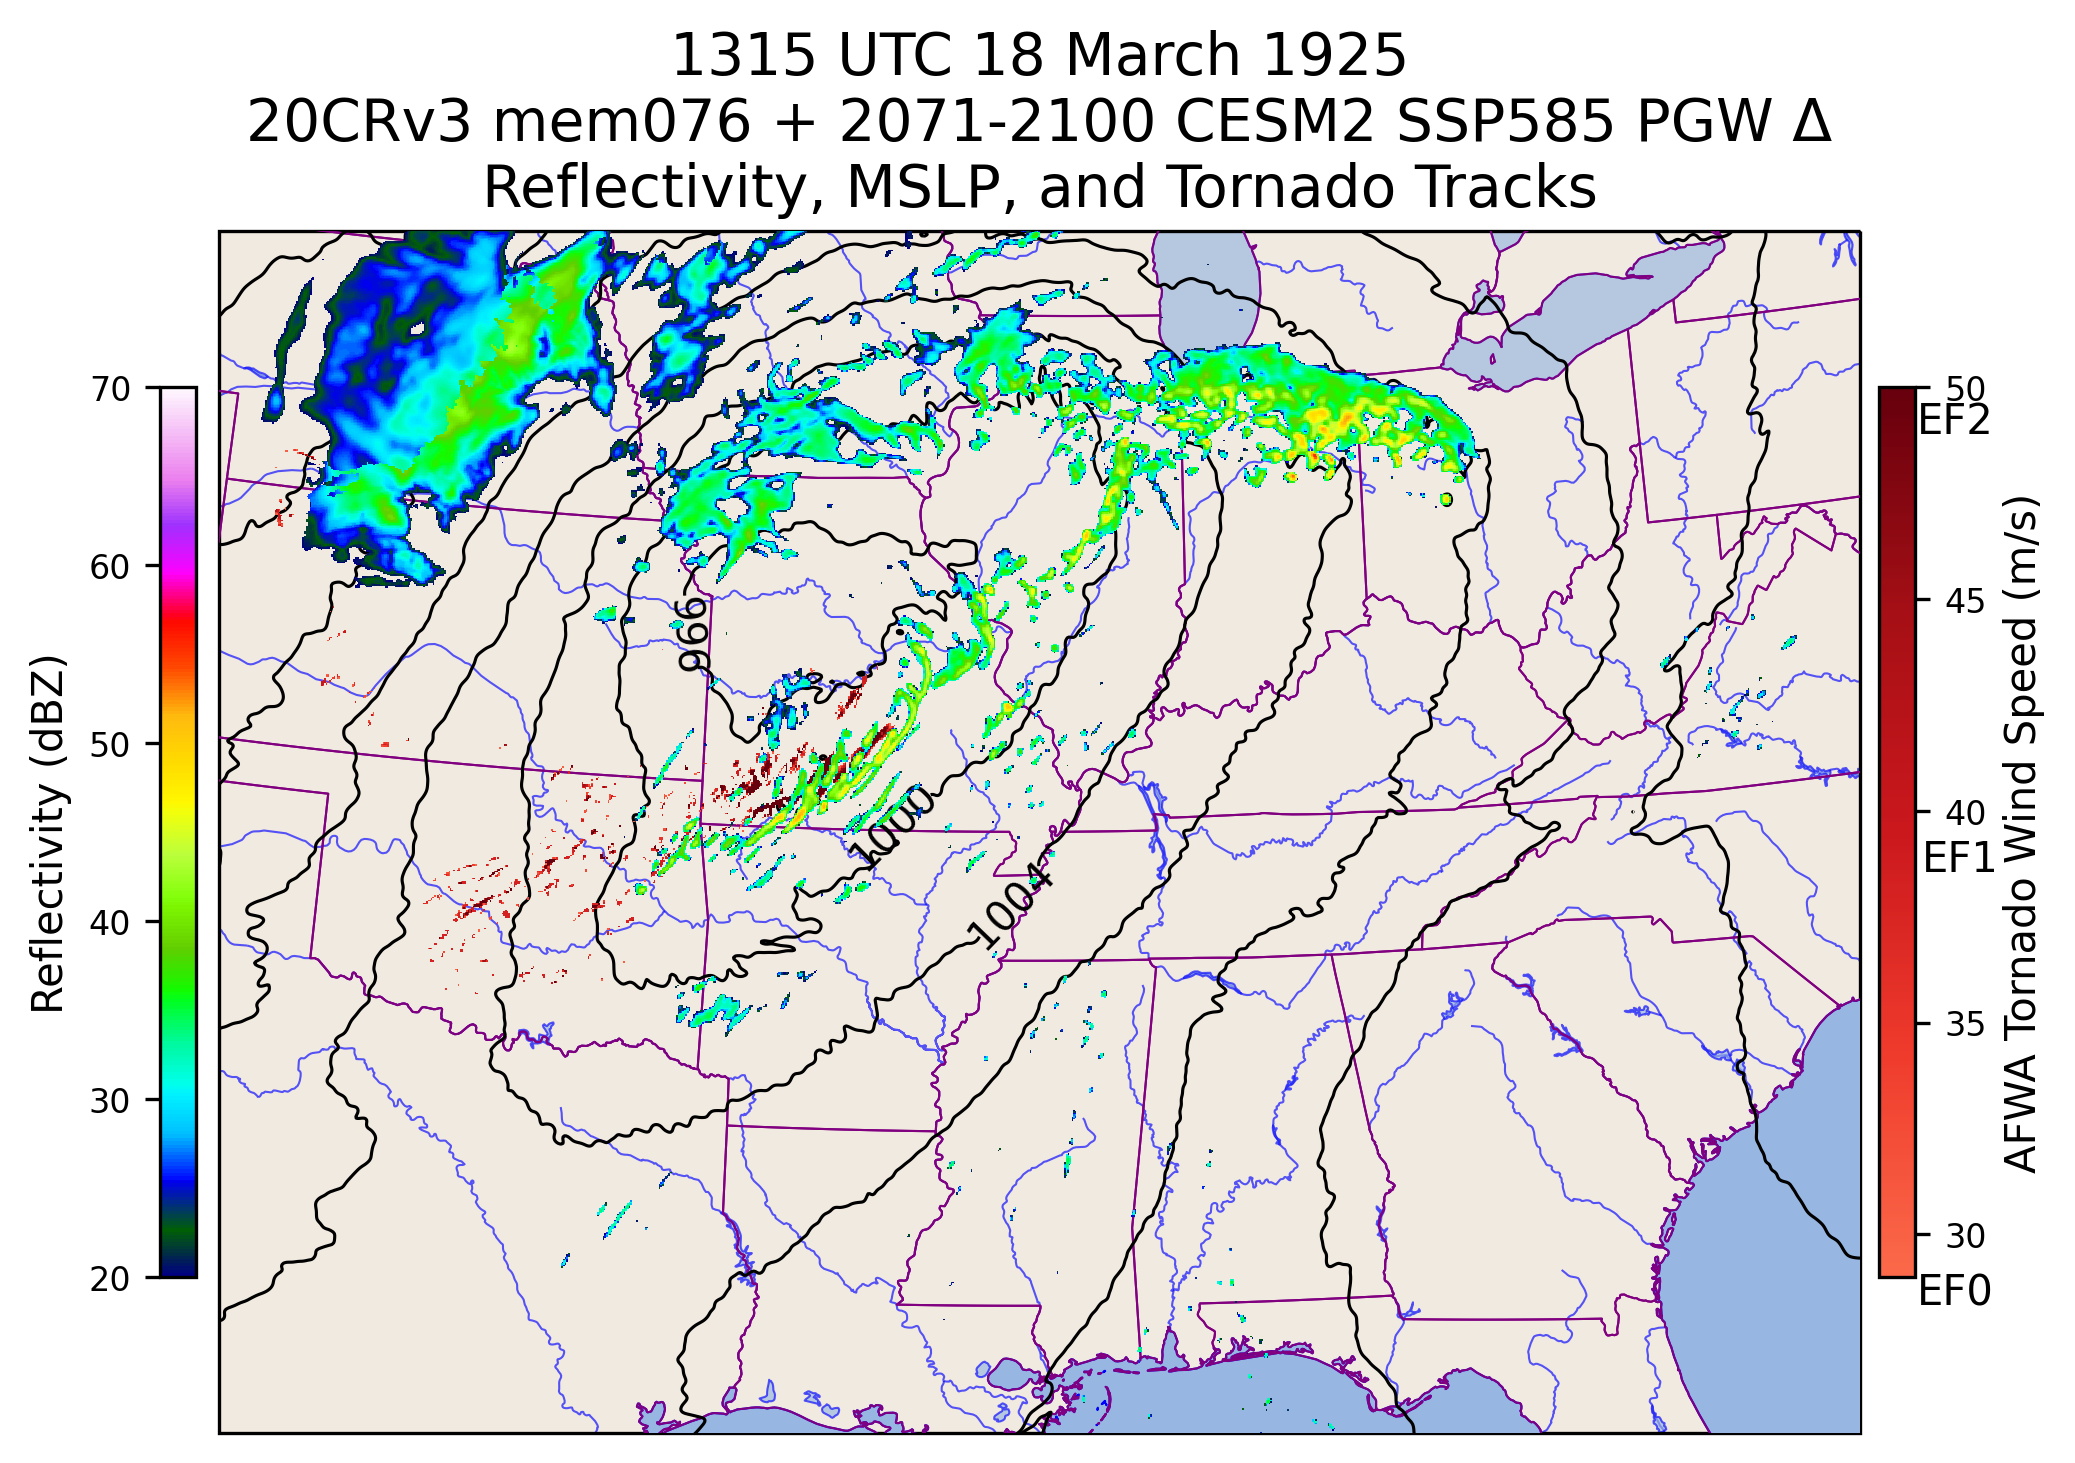 1315 UTC 18 March 1925
20CRv3 mem076 + 2071-2100 CESM2 SSP585 PGW Δ
Reflectivity, MSLP, and Tornado Tracks
Reflectivity (dBZ)
70
60
50
40
30
20
996
1000
1004
50
EF2
45
40
EF1
35
30
EF0
AFWA Tornado Wind Speed (m/s)